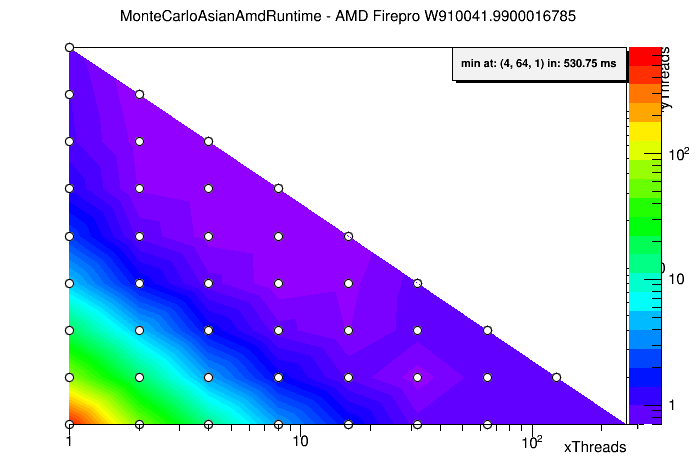 MonteCarloAsianAmdRuntime - AMD Firepro W910041.9900016785
min at: (4, 64, 1) in: 530.75 ms
yThreads
10²
10
1
1
10
10²
xThreads